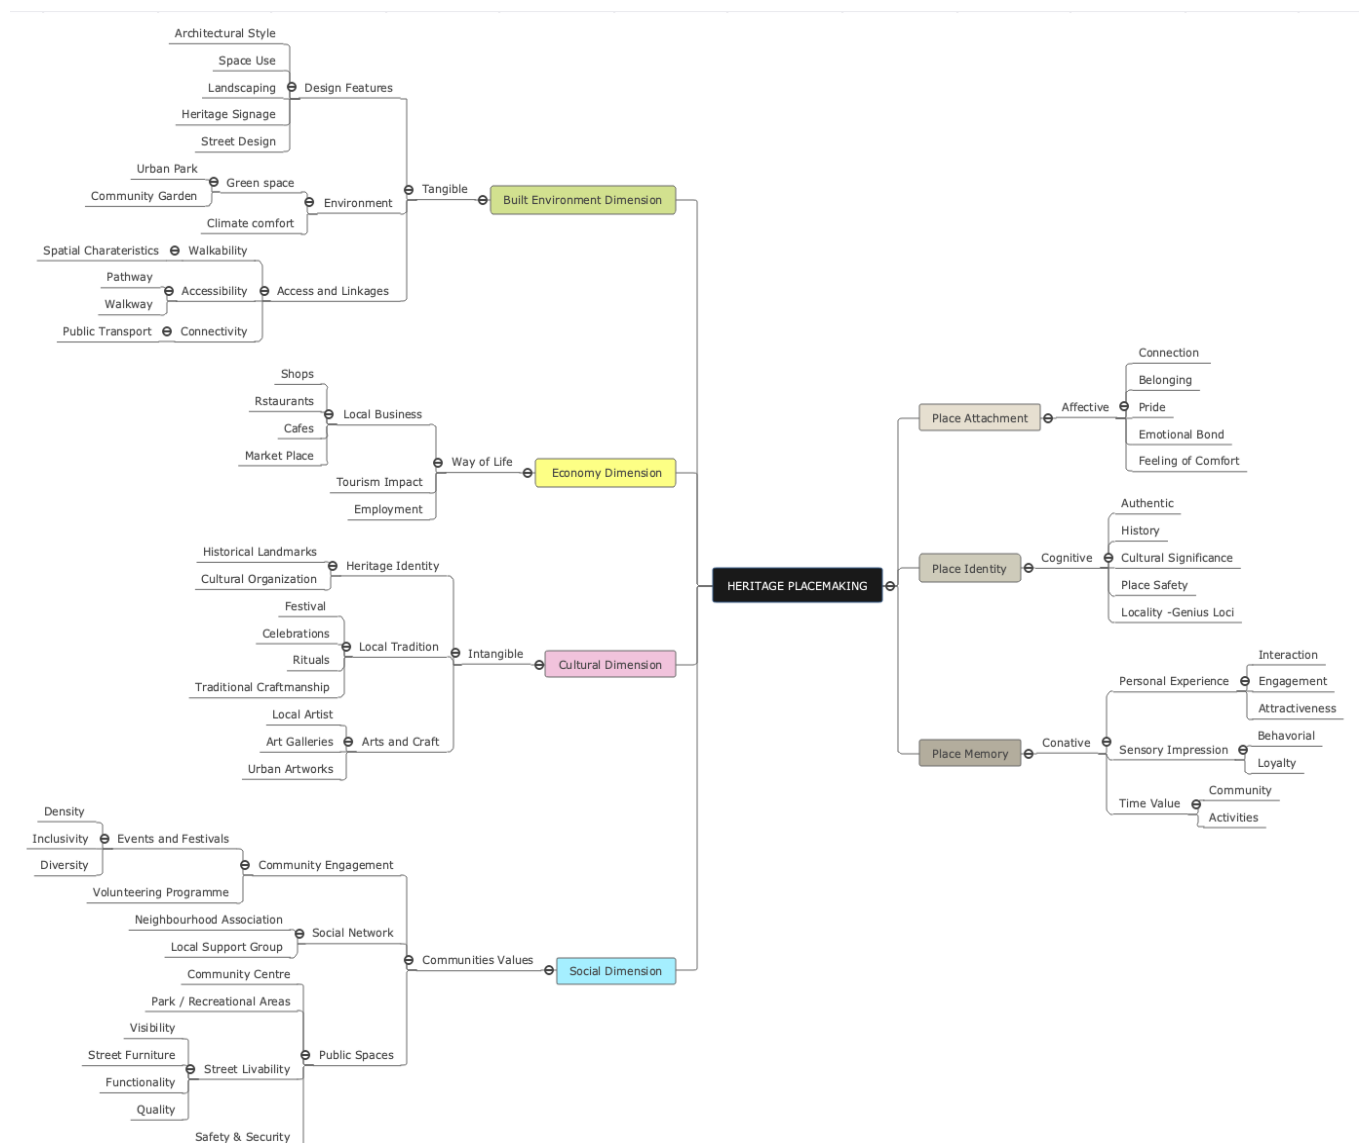 Architectural Style
Space Use
Landscaping
Heritage Signage
Street Design
Design Features
Urban Park
Community Garden
Green space
Climate comfort
Environment
Spatial Charateristics
Walkability
Pathway
Walkway
Accessibility
Public Transport
Connectivity
Access and Linkages
Tangible
Built Environment Dimension
Shops
Rstaurants
Cafes
Market Place
Local Business
Tourism Impact
Employment
Way of Life
Economy Dimension
Historical Landmarks
Cultural Organization
Heritage Identity
Festival
Celebrations
Rituals
Traditional Craftmanship
Local Tradition
Local Artist
Art Galleries
Urban Artworks
Arts and Craft
Intangible
Cultural Dimension
Density
Inclusivity
Diversity
Events and Festivals
Volunteering Programme
Community Engagement
Neighbourhood Association
Local Support Group
Social Network
Community Centre
Park / Recreational Areas
Visibility
Street Furniture
Functionality
Quality
Street Livability
Safety & Security
Public Spaces
Communities Values
Social Dimension
HERITAGE PLACEMAKING
Place Attachment
Affective
Connection
Belonging
Pride
Emotional Bond
Feeling of Comfort
Place Identity
Cognitive
Authentic
History
Cultural Significance
Place Safety
Locality -Genius Loci
Place Memory
Conative
Personal Experience
Interaction
Engagement
Attractiveness
Sensory Impression
Behavorial
Loyalty
Time Value
Community
Activities